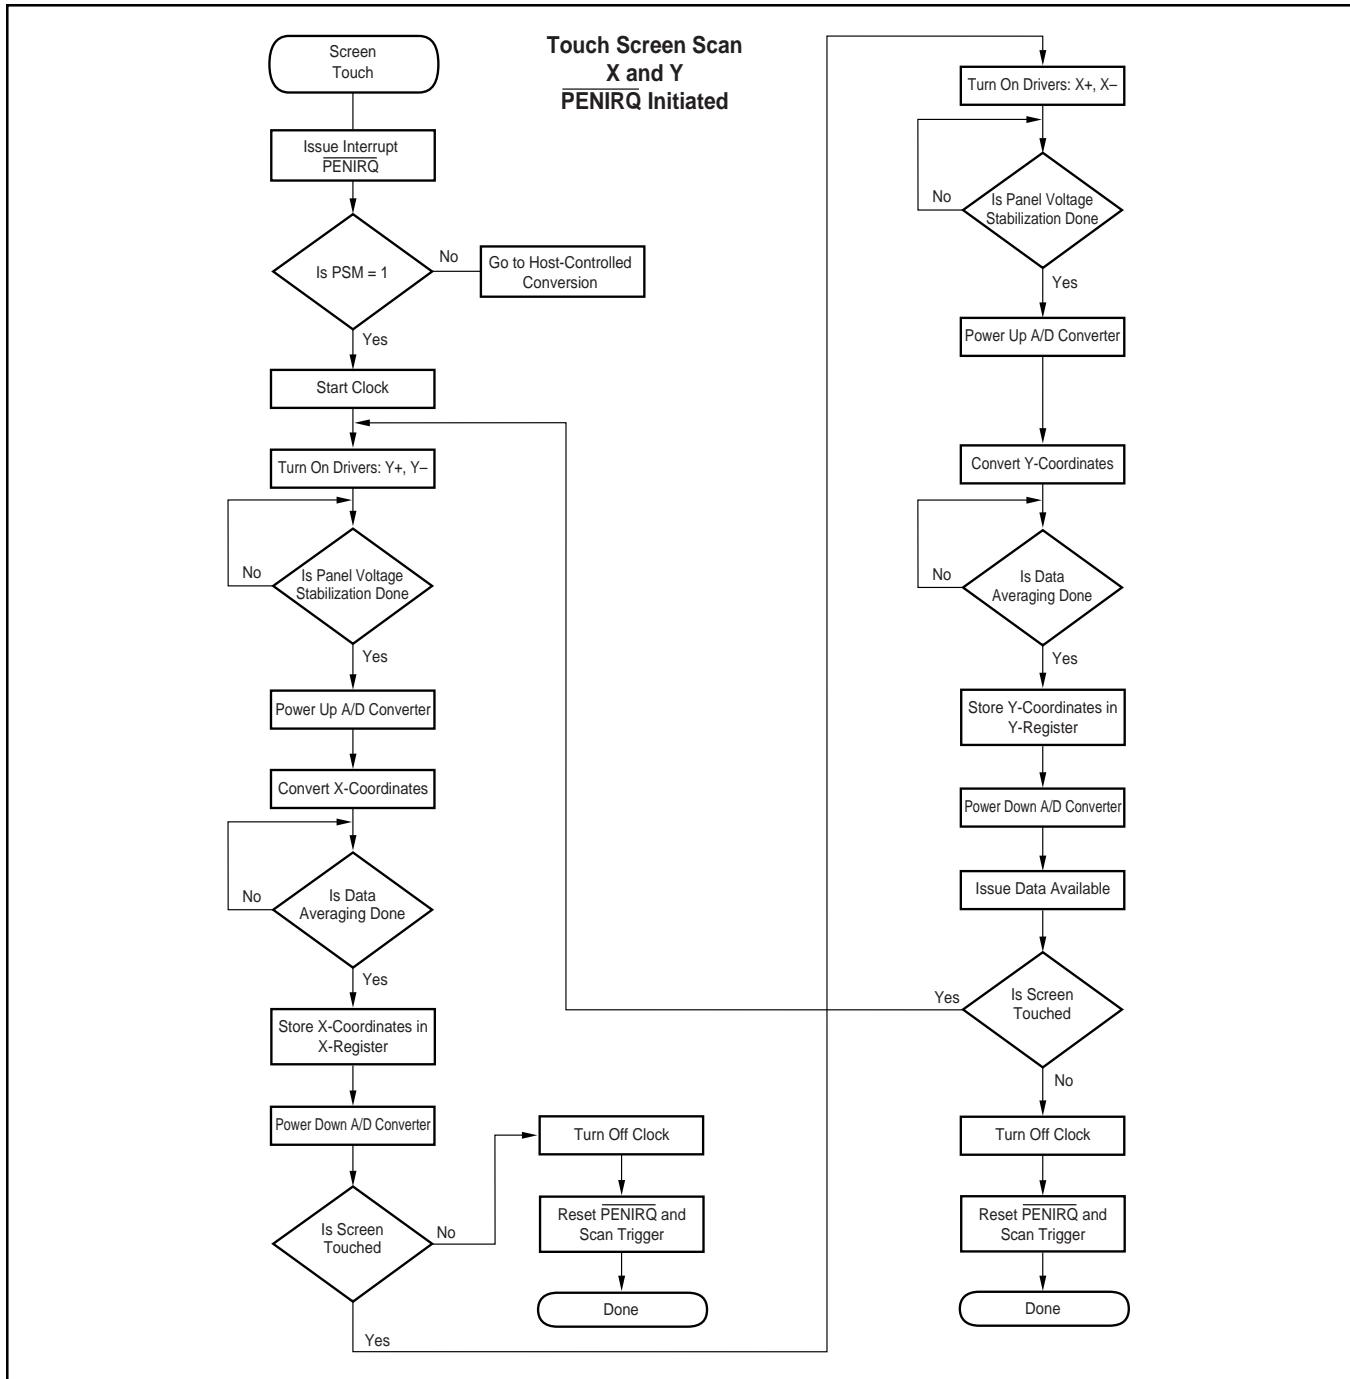 Touch Screen Scan
X and Y
PENIRQ Initiated
Screen
Touch
Issue Interrupt
PENIRQ
Is PSM = 1
No
Go to Host-Controlled
Conversion
Yes
Start Clock
Turn On Drivers: Y+, Y–
Is Panel Voltage
Stabilization Done
No
Yes
Power Up A/D Converter
Convert X-Coordinates
Is Data
Averaging Done
No
Yes
Store X-Coordinates in
X-Register
Power Down A/D Converter
Is Screen
Touched
No
Turn Off Clock
Reset PENIRQ and
Scan Trigger
Done
Yes
Turn On Drivers: X+, X–
Is Panel Voltage
Stabilization Done
No
Yes
Power Up A/D Converter
Convert Y-Coordinates
Is Data
Averaging Done
No
Yes
Store Y-Coordinates in
Y-Register
Power Down A/D Converter
Issue Data Available
Is Screen
Touched
Yes
No
Turn Off Clock
Reset PENIRQ and
Scan Trigger
Done